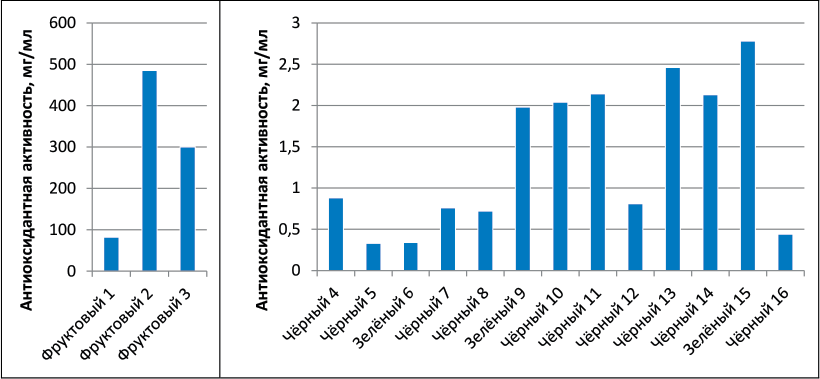 Антиоксидантная активность, мг/мл
600
500
400
300
200
100
0
Фруктовый 1
Фруктовый 2
Фруктовый 3
Антиоксидантная активность, мг/мл
3
2,5
2
1,5
1
0,5
0
Чёрный 4
Чёрный 5
Зелёный 6
Чёрный 7
Чёрный 8
Зелёный 9
Чёрный 10
Чёрный 11
Чёрный 12
Чёрный 13
Чёрный 14
Зелёный 15
Чёрный 16